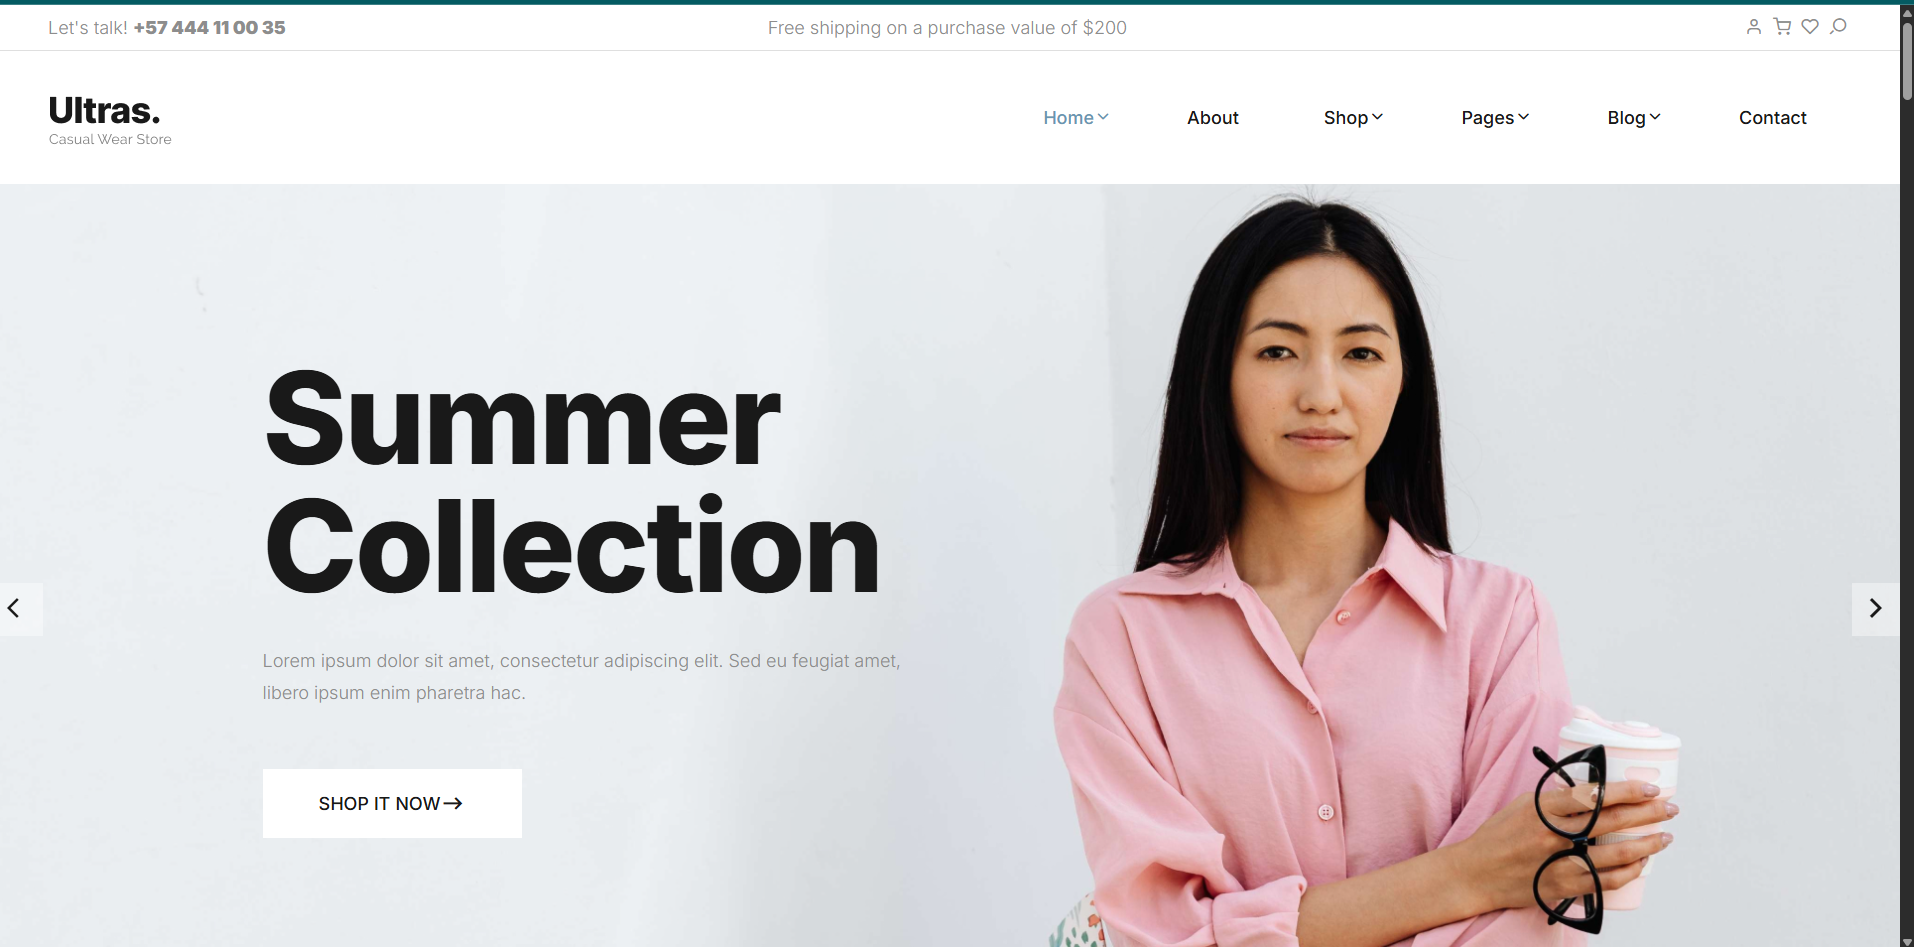 Let's talk! +57 444 11 00 35
Free shipping on a purchase value of $200
Ultras.
Casual Wear Store
Home
About
Shop
Pages
Blog
Contact
Summer
Collection
Lorem ipsum dolor sit amet, consectetur adipiscing elit. Sed eu feugiat amet,
libero ipsum enim pharetra hac.
SHOP IT NOW